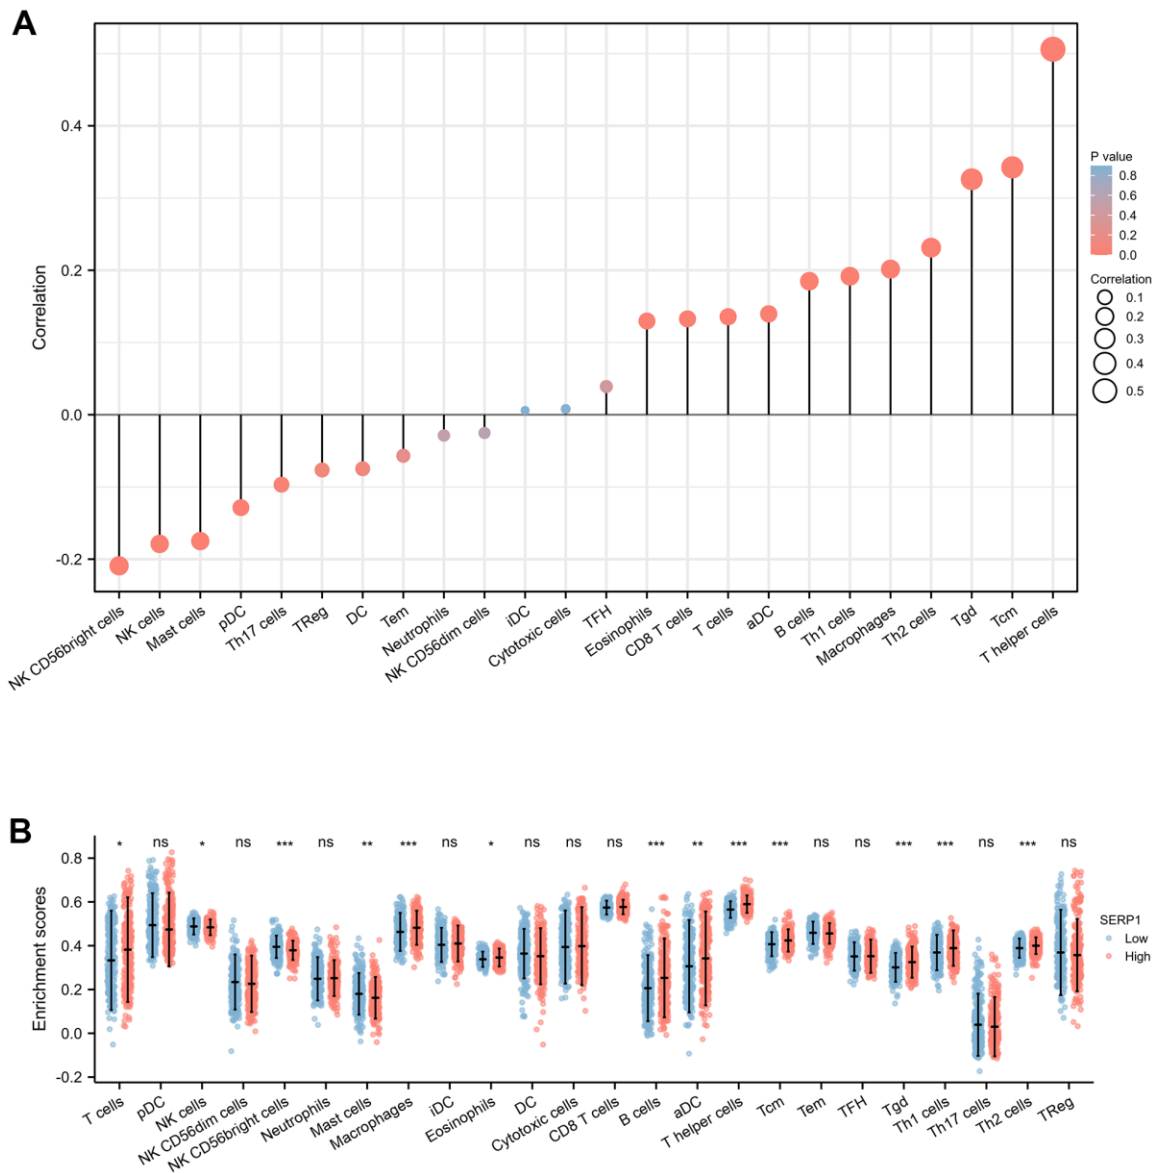 A
Correlation
0.4
0.2
0.0
-0.2
NK CD56bright cells
NK cells
Mast cells
pDC
Th17 cells
TReg
DC
Tem
Neutrophils
NK CD56dim cells
iDC
Cytotoxic cells
TFH
Eosinophils
CD8 T cells
T cells
aDC
B cells
Th1 cells
Macrophages
Th2 cells
Tgd
Tcm
T helper cells
P value
0.8
0.6
0.4
0.2
0.0
Correlation
0.1
0.2
0.3
0.4
0.5
B
Enrichment scores
0.8
0.6
0.4
0.2
0.0
-0.2
* ns * ns *** ns ** *** ns * ns ns ns *** ** *** *** ns ns *** *** ns *** ns
T cells
pDC
NK cells
NK CD56dim cells
NK CD56bright cells
Neutrophils
Mast cells
Macrophages
iDC
Eosinophils
DC
Cytotoxic cells
CD8 T cells
B cells
aDC
T helper cells
Tcm
Tem
TFH
Tgd
Th1 cells
Th17 cells
Th2 cells
TReg
SERP1
Low
High